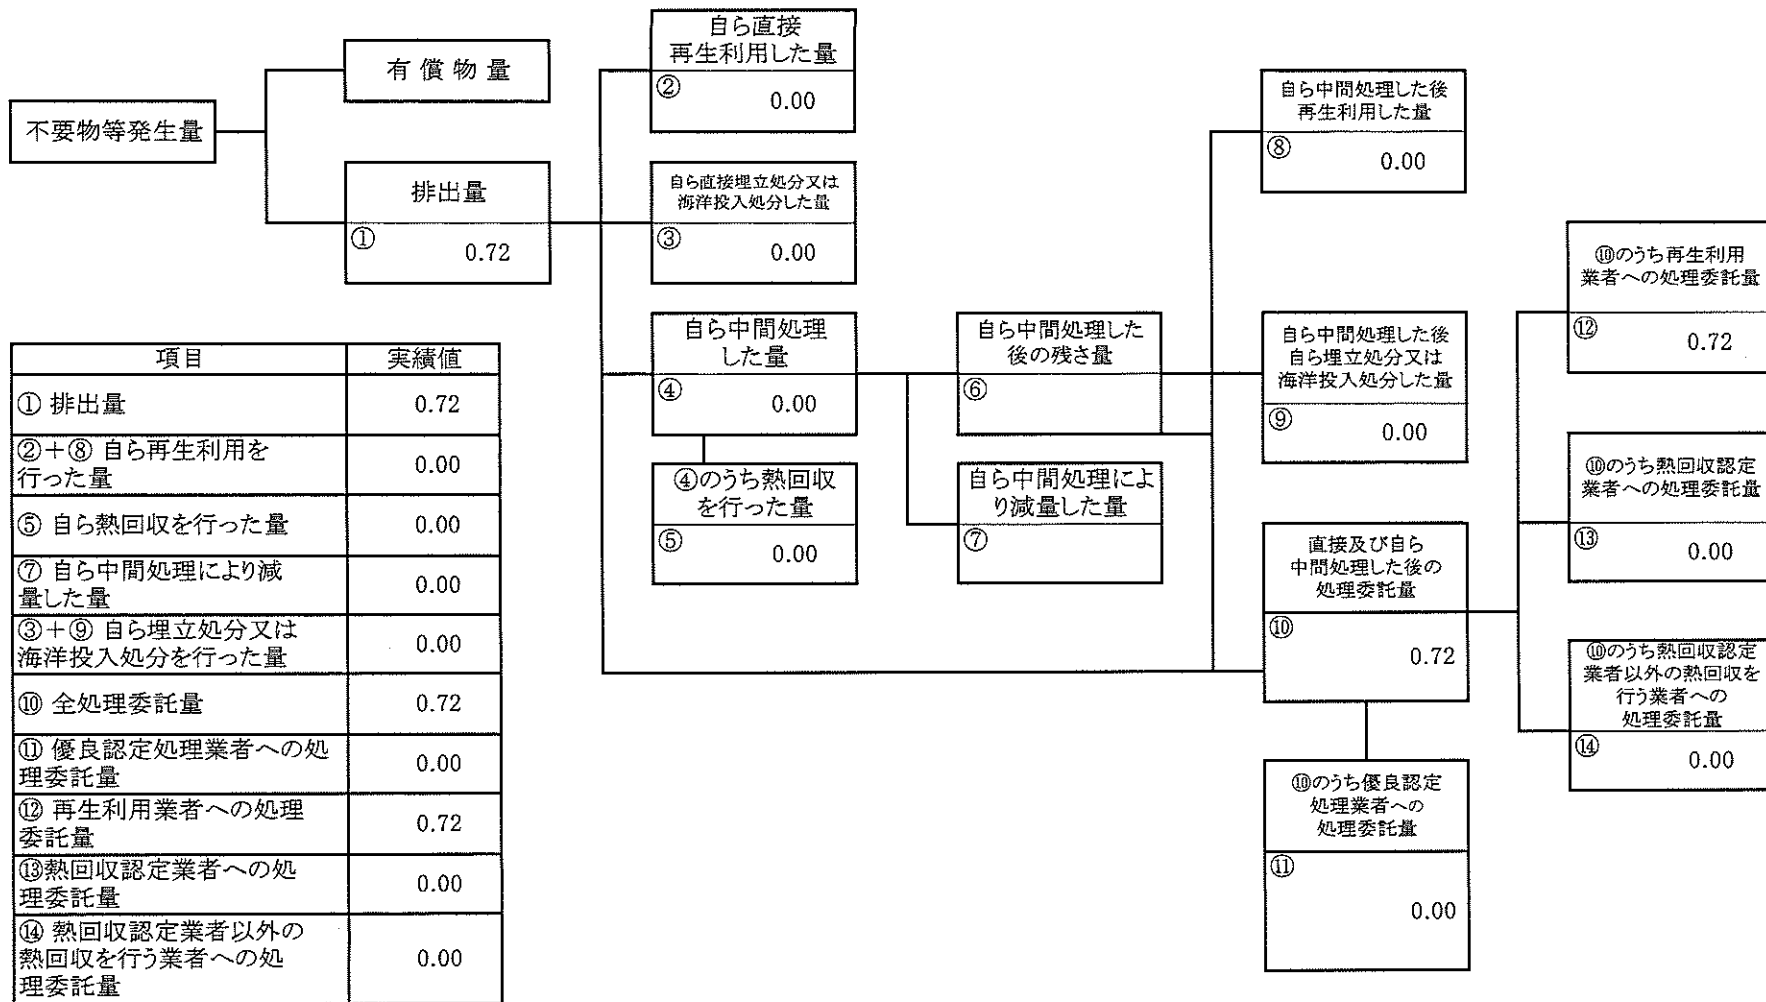 不要物等発生量
有償物量
排出量
①
0.72
自ら直接
再生利用した量
②
0.00
自ら直接埋立処分又は
海洋投入処分した量
③
0.00
自ら中間処理
した量
④
0.00
④のうち熱回収
を行った量
⑤
0.00
自ら中間処理した
後の残さ量
⑥
自ら中間処理によ
り減量した量
⑦
自ら中間処理した後
再生利用した量
⑧
0.00
自ら中間処理した後
自ら埋立処分又は
海洋投入処分した量
⑨
0.00
直接及び自ら
中間処理した後の
処理委託量
⑩
0.72
⑩のうち優良認定
処理業者への
処理委託量
⑪
0.00
⑩のうち再生利用
業者への処理委託量
⑫
0.72
⑩のうち熱回収認定
業者への処理委託量
⑬
0.00
⑩のうち熱回収認定
業者以外の熱回収を
行う業者への
処理委託量
⑭
0.00
項目 実績値
① 排出量 0.72
②+⑧ 自ら再生利用を
行った量 0.00
⑤ 自ら熱回収を行った量 0.00
⑦ 自ら中間処理により減
量した量 0.00
③+⑨ 自ら埋立処分又は
海洋投入処分を行った量 0.00
⑩ 全処理委託量 0.72
⑪ 優良認定処理業者への処
理委託量 0.00
⑫ 再生利用業者への処理
委託量 0.72
⑬熱回収認定業者への処
理委託量 0.00
⑭ 熱回収認定業者以外の
熱回収を行う業者への処
理委託量 0.00